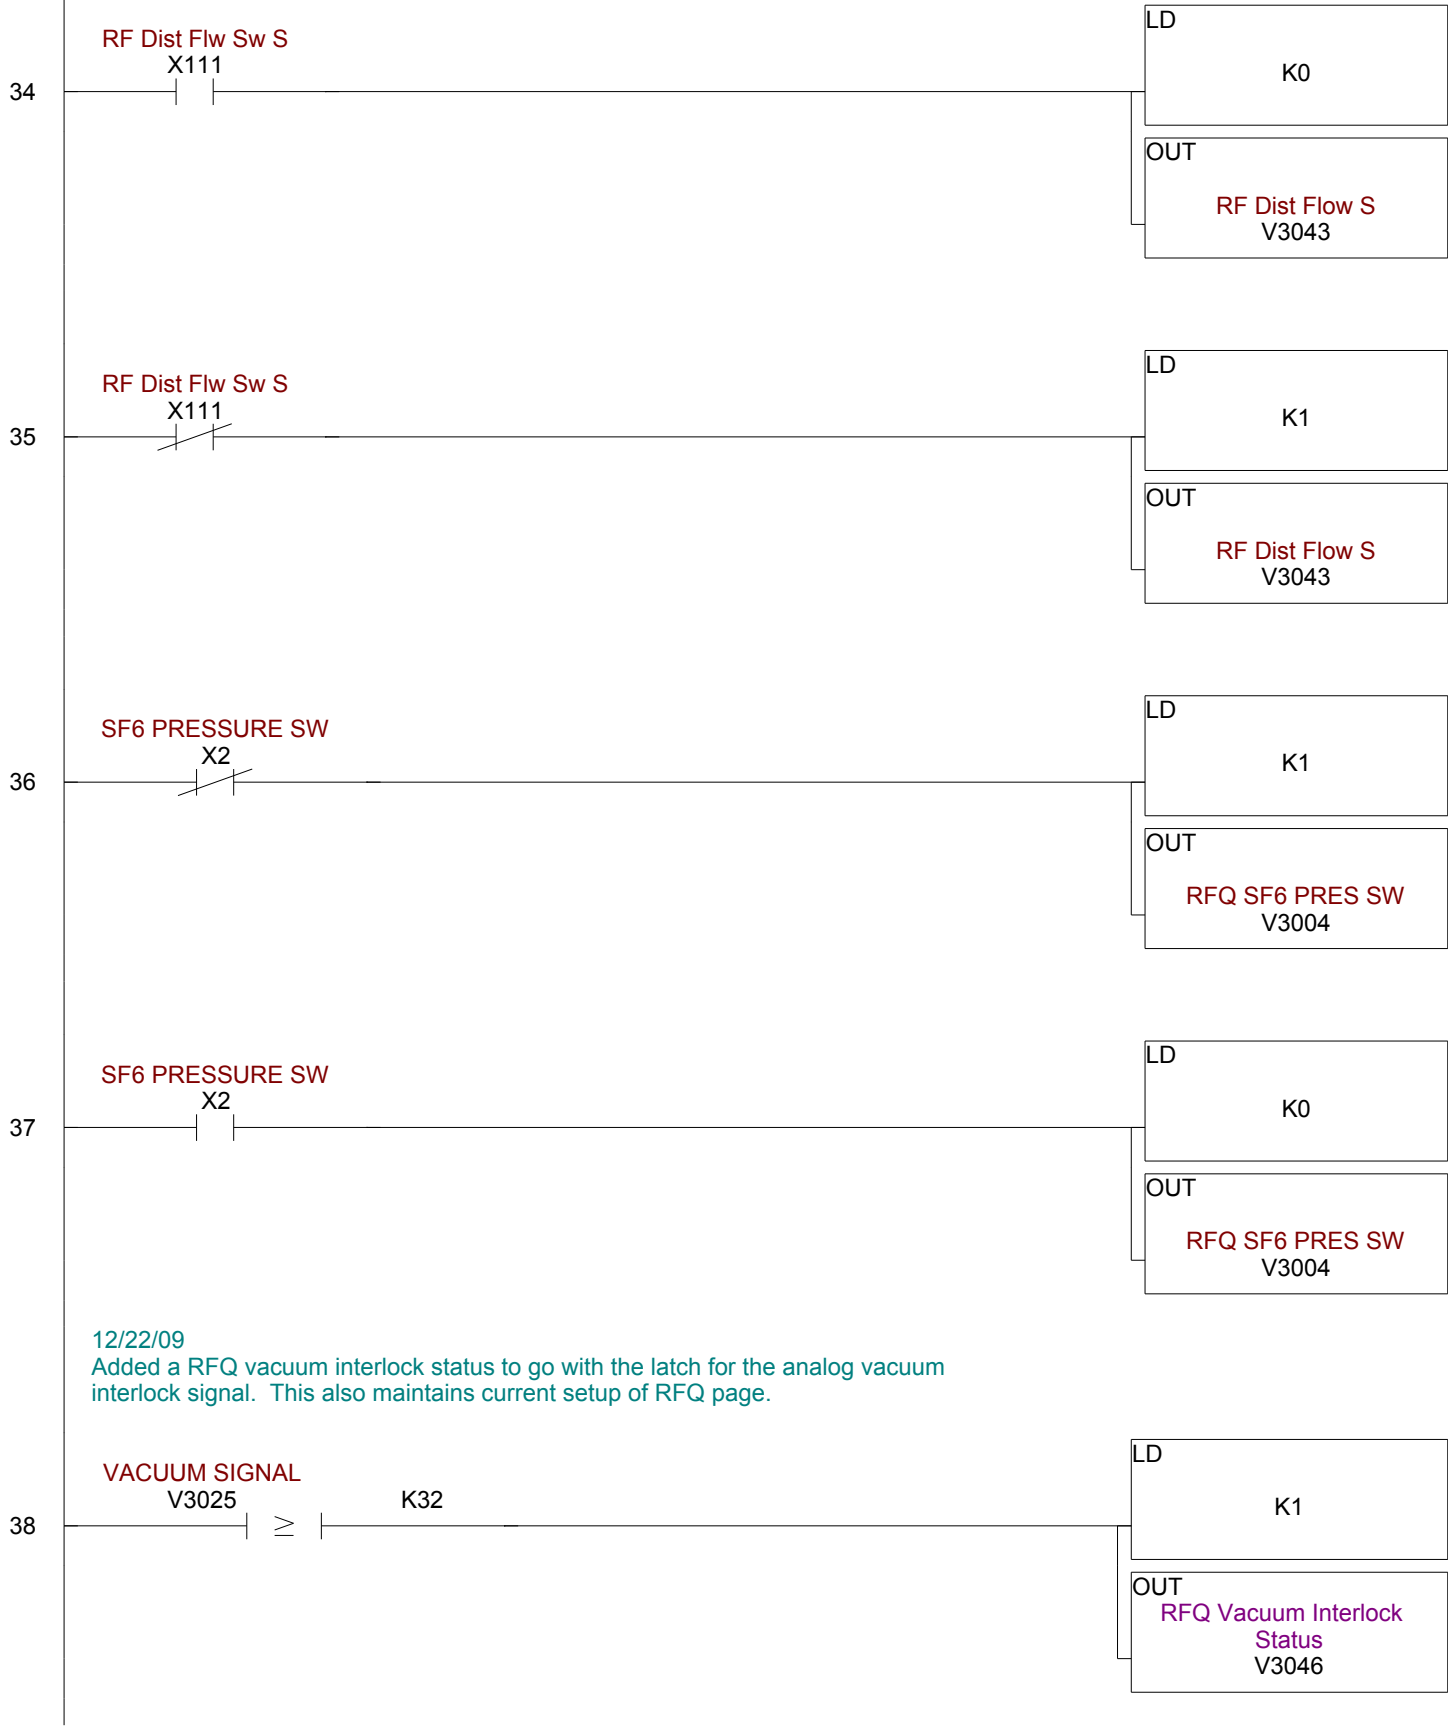 LD
RF Dist Flw Sw S
X111
K0
34
OUT
RF Dist Flow S
V3043
LD
RF Dist Flw Sw S
X111
K1
35
OUT
RF Dist Flow S
V3043
LD
SF6 PRESSURE SW
X2
K1
36
OUT
RFQ SF6 PRES SW
V3004
LD
SF6 PRESSURE SW
X2
K0
37
OUT
RFQ SF6 PRES SW
V3004
12/22/09
Added a RFQ vacuum interlock status to go with the latch for the analog vacuum
interlock signal.  This also maintains current setup of RFQ page.
LD
VACUUM SIGNAL
V3025 ≥ K32
K1
38
OUT
RFQ Vacuum Interlock
Status
V3046